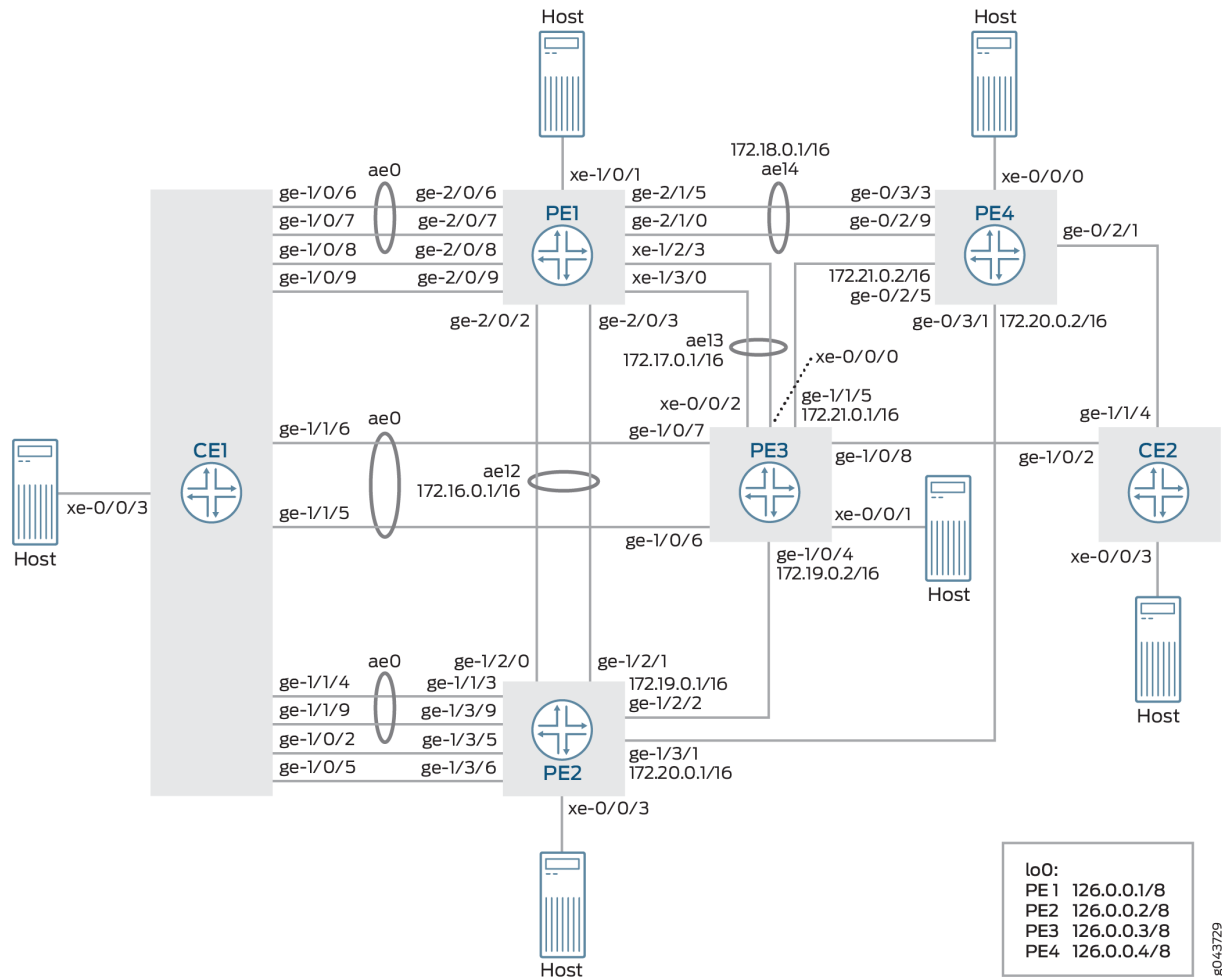 Host
Host
172.18.0.1/16
ae0
ae14
xe-1/0/1
xe-0/0/0
ge-1/0/6
ge-2/0/6
ge-2/1/5
ge-0/3/3
PE1
PE4
ge-1/0/7
ge-2/0/7
ge-2/1/0
ge-0/2/9
ge-0/2/1
ge-1/0/8
ge-2/0/8
xe-1/2/3
ge-1/0/9
ge-2/0/9
xe-1/3/0
172.21.0.2/16
ge-0/2/5
ge-2/0/2
ge-2/0/3
ge-0/3/1
172.20.0.2/16
ae13
172.17.0.1/16
xe-0/0/0
ge-1/1/5
172.21.0.1/16
xe-0/0/2
ae0
ge-1/1/4
ge-1/1/6
ge-1/0/7
CE1
PE3
ge-1/0/8
ge-1/0/2
CE2
ae12
172.16.0.1/16
xe-0/0/3
Host
ge-1/1/5
ge-1/0/6
xe-0/0/1
Host
ge-1/0/4
172.19.0.2/16
xe-0/0/3
Host
ae0
ge-1/2/0
ge-1/2/1
ge-1/1/4
ge-1/1/3
172.19.0.1/16
ge-1/2/2
ge-1/1/9
ge-1/3/9
ge-1/0/2
ge-1/3/5
ge-1/3/1
172.20.0.1/16
ge-1/0/5
ge-1/3/6
PE2
xe-0/0/3
Host
lo0:
PE 1 126.0.0.1/8
PE2 126.0.0.2/8
PE3 126.0.0.3/8
PE4 126.0.0.4/8
g043729